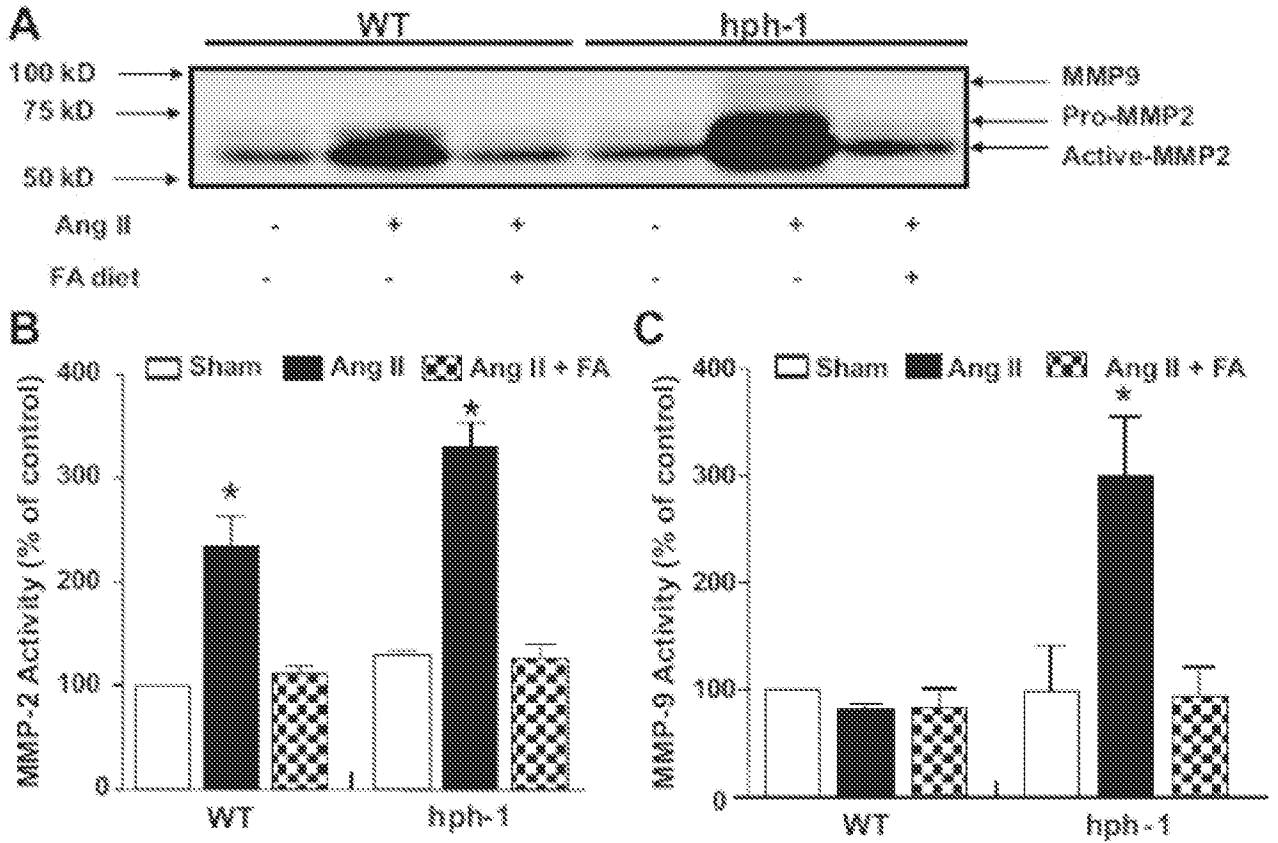 A
WT hph-1
100 kD MMP9
75 kD Pro-MMP2
50 kD Active-MMP2
Ang II - + + - + +
FA diet - - + - - +
B
Sham Ang II Ang II + FA
MMP-2 Activity (% of control)
400
300
200
100
0
* *
WT hph-1
C
Sham Ang II Ang II + FA
MMP-9 Activity (% of control)
400
300
200
100
0
*
WT hph-1